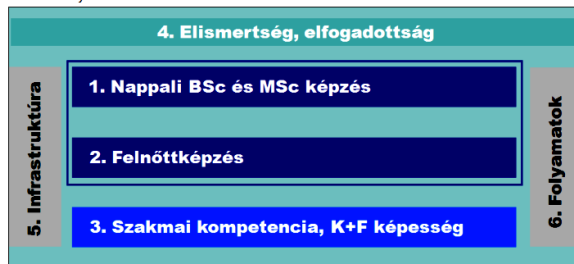 4. Elismertség, elfogadottság
5. Infrastruktúra
1. Nappali BSc és MSc képzés
2. Felnőttképzés
3. Szakmai kompetencia, K+F képesség
6. Folyamatok